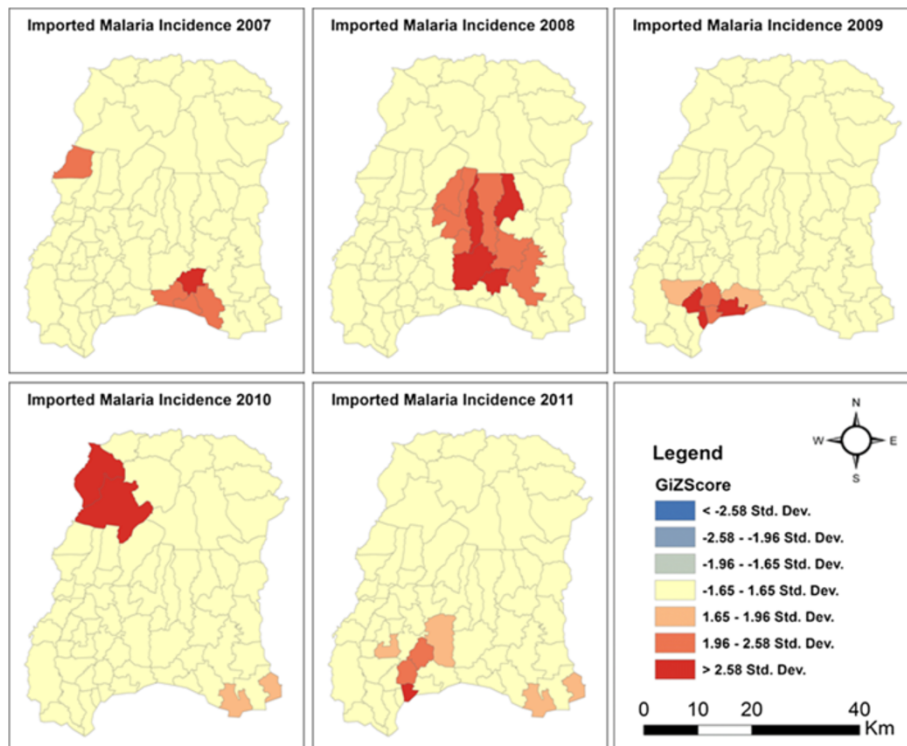 Imported Malaria Incidence 2007
Imported Malaria Incidence 2008
Imported Malaria Incidence 2009
Imported Malaria Incidence 2010
Imported Malaria Incidence 2011
N
W
E
S
Legend
GiZScore
< -2.58 Std. Dev.
-2.58 - -1.96 Std. Dev.
-1.96 - -1.65 Std. Dev.
-1.65 - 1.65 Std. Dev.
1.65 - 1.96 Std. Dev.
1.96 - 2.58 Std. Dev.
> 2.58 Std. Dev.
0 10 20 40
Km